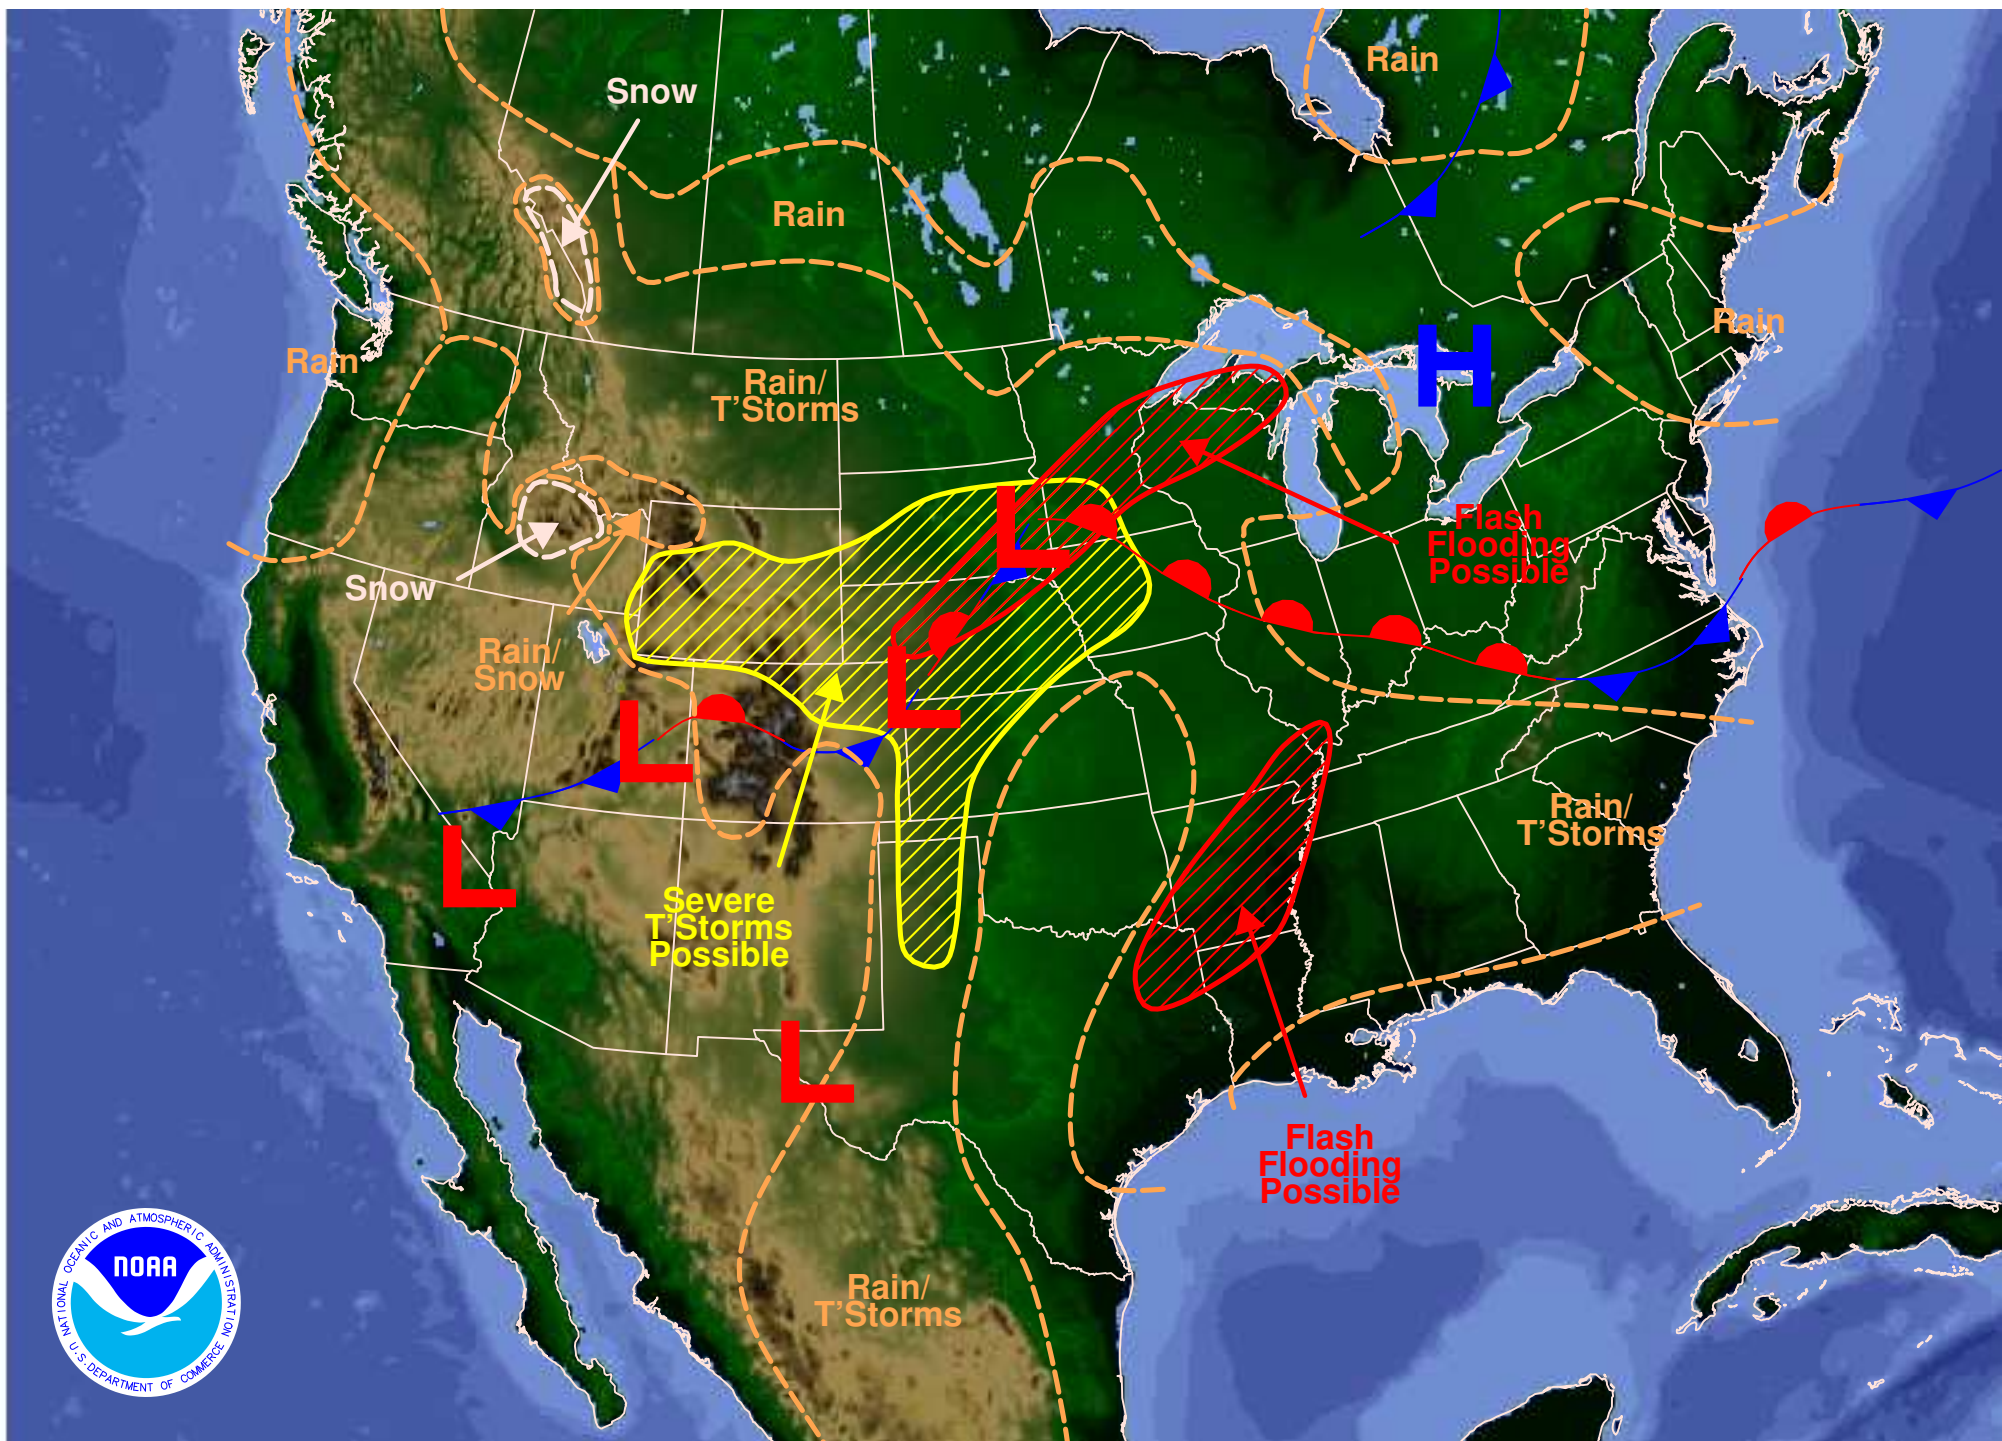 Rain
Snow
Rain
Rain
H
Rain
Rain/
T'Storms
L
Flash
Flooding
Possible
Snow
Rain/
Snow
L
L
Rain/
T'Storms
L
Severe
T'Storms
Possible
L
Flash
Flooding
Possible
Rain/
T'Storms
NATIONAL OCEANIC AND ATMOSPHERIC ADMINISTRATION
NOAA
U.S. DEPARTMENT OF COMMERCE